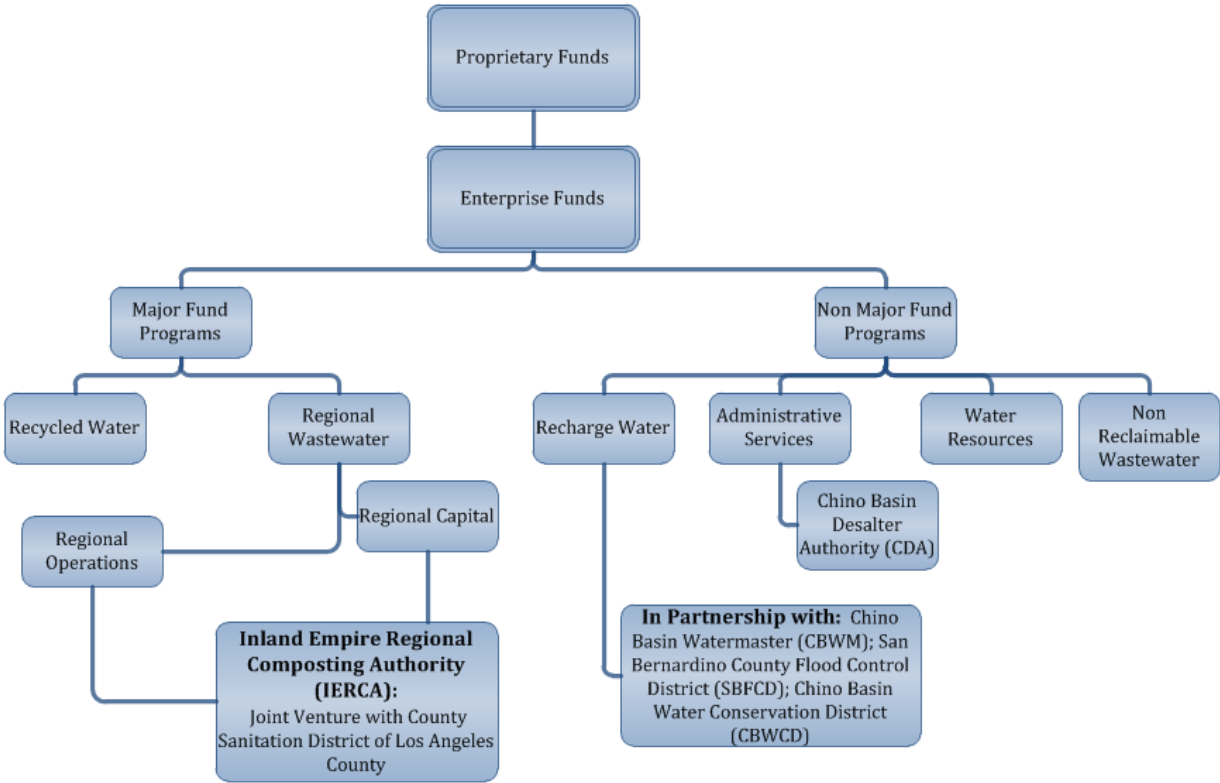 Proprietary Funds
Enterprise Funds
Major Fund
Programs
Non Major Fund
Programs
Recycled Water
Regional
Wastewater
Recharge Water
Administrative
Services
Water
Resources
Non
Reclaimable
Wastewater
Regional Capital
Regional
Operations
Chino Basin
Desalter
Authority (CDA)
Inland Empire Regional
Composting Authority
(IERCA):
Joint Venture with County
Sanitation District of Los Angeles
County
In Partnership with: Chino
Basin Watermaster (CBWM); San
Bernardino County Flood Control
District (SBFCD); Chino Basin
Water Conservation District
(CBWCD)